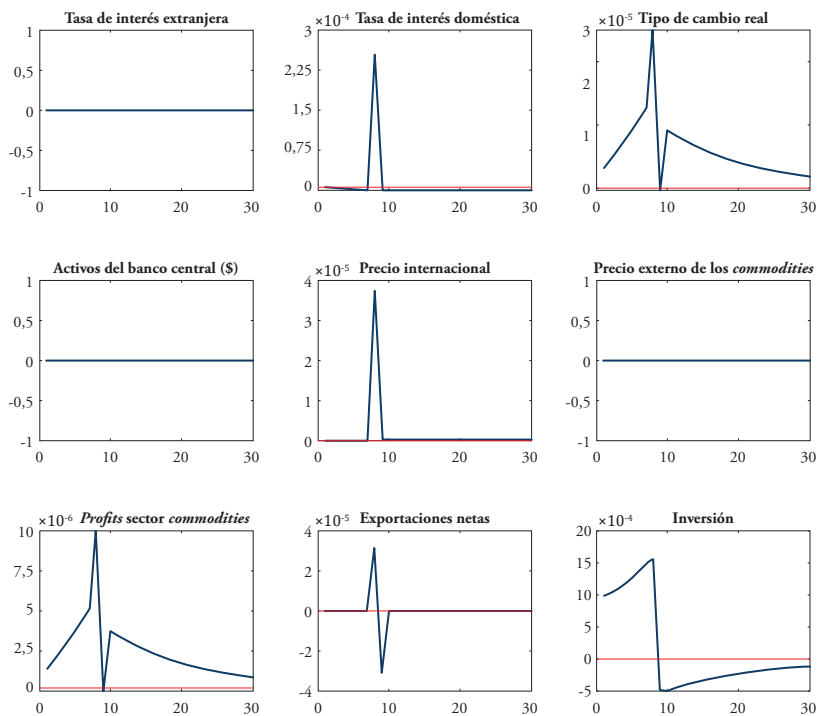 Tasa de interés extranjera
1
0,5
0
-0,5
-1
0 10 20 30
Tasa de interés doméstica
×10⁻⁴
3
2,25
1,5
0,75
0
0 10 20 30
Tipo de cambio real
×10⁻⁵
3
2
1
0
0 10 20 30
Activos del banco central ($)
1
0,5
0
-0,5
-1
0 10 20 30
Precio internacional
×10⁻⁵
4
3
2
1
0
0 10 20 30
Precio externo de los commodities
1
0,5
0
-0,5
-1
0 10 20 30
Profits sector commodities
×10⁻⁶
10
7,5
5
2,5
0
0 10 20 30
Exportaciones netas
×10⁻⁵
4
2
0
-2
-4
0 10 20 30
Inversión
×10⁻⁴
20
15
10
5
0
-5
0 10 20 30